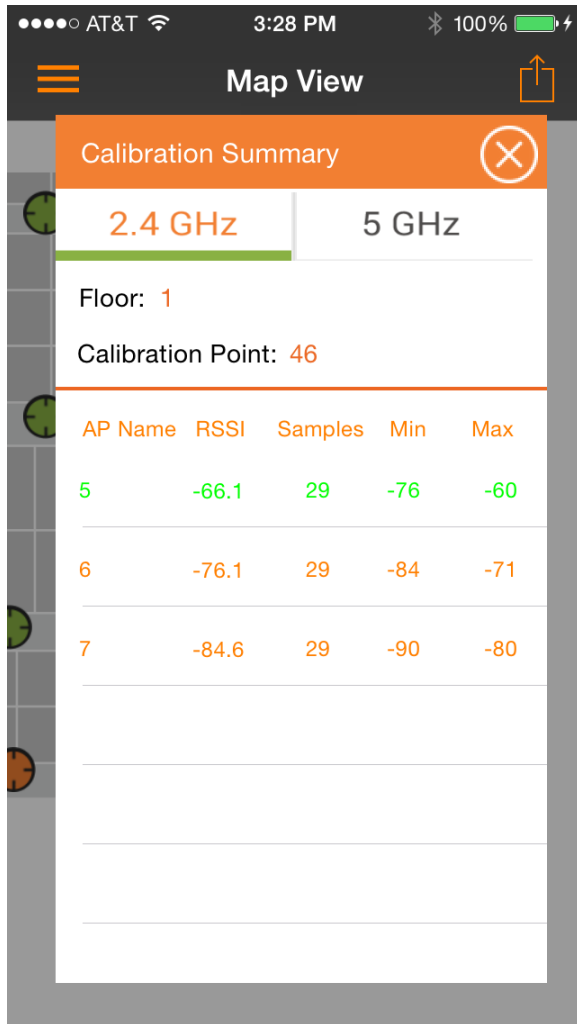 AT&T 3:28 PM 100%
Map View
Calibration Summary
2.4 GHz 5 GHz
Floor: 1
Calibration Point: 46
AP Name RSSI Samples Min Max
5 -66.1 29 -76 -60
6 -76.1 29 -84 -71
7 -84.6 29 -90 -80